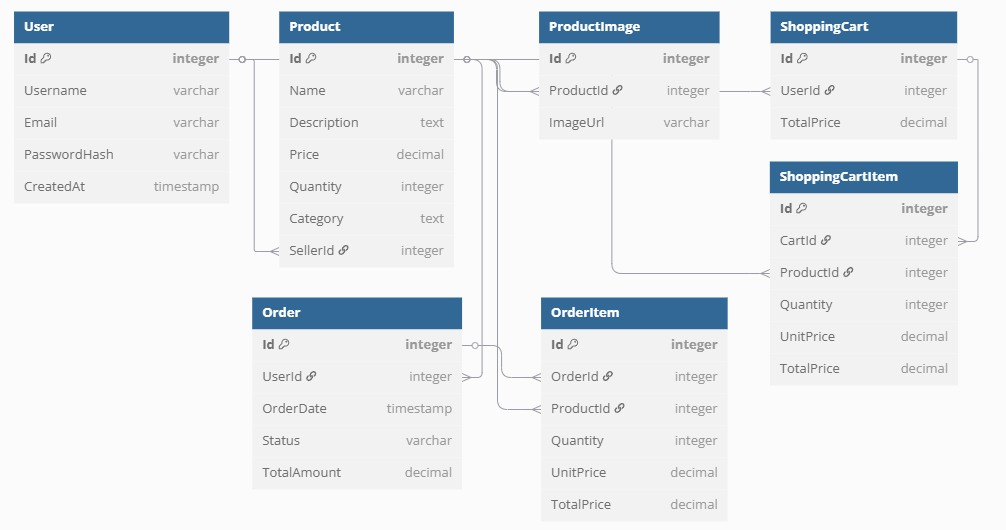 User
Id integer
Username varchar
Email varchar
PasswordHash varchar
CreatedAt timestamp
Product
Id integer
Name varchar
Description text
Price decimal
Quantity integer
Category text
SellerId integer
ProductImage
Id integer
ProductId integer
ImageUrl varchar
ShoppingCart
Id integer
UserId integer
TotalPrice decimal
ShoppingCartItem
Id integer
CartId integer
ProductId integer
Quantity integer
UnitPrice decimal
TotalPrice decimal
Order
Id integer
UserId integer
OrderDate timestamp
Status varchar
TotalAmount decimal
OrderItem
Id integer
OrderId integer
ProductId integer
Quantity integer
UnitPrice decimal
TotalPrice decimal